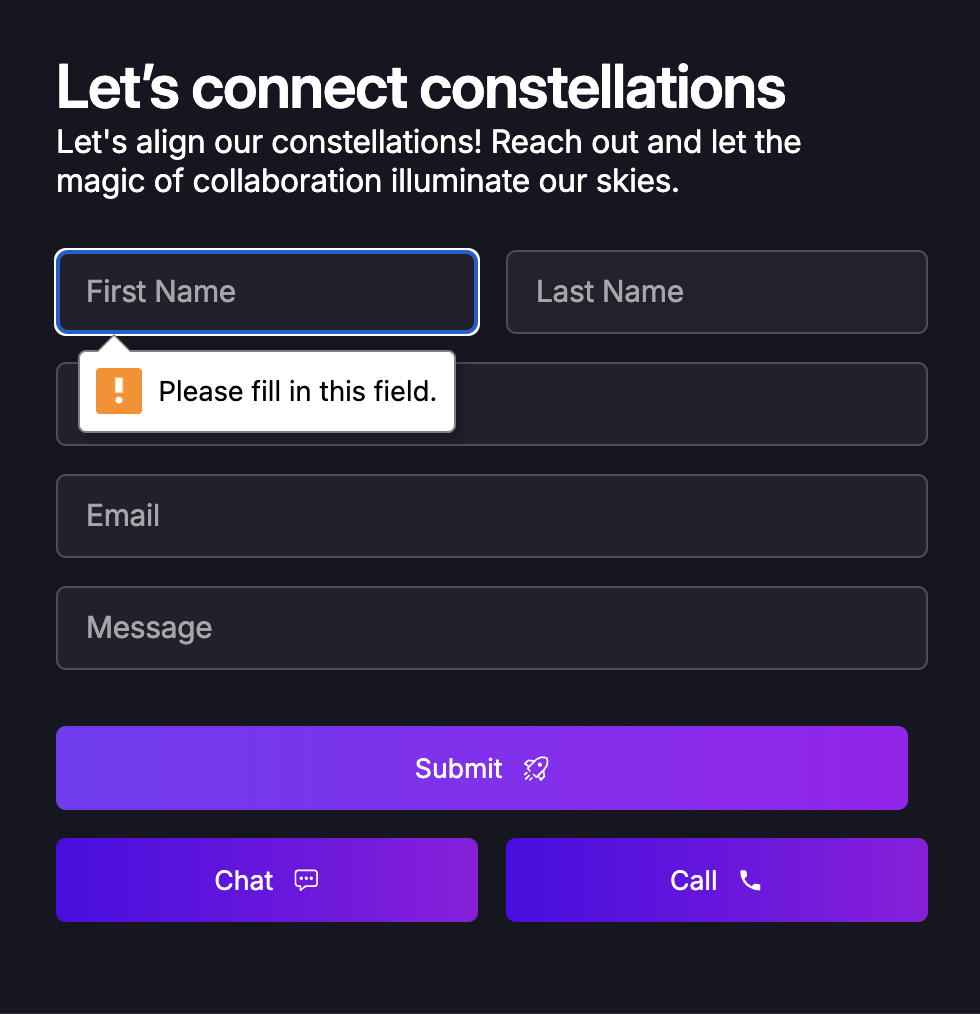 Let’s connect constellations
Let's align our constellations! Reach out and let the
magic of collaboration illuminate our skies.
First Name
Last Name
Please fill in this field.
Email
Message
Submit
Chat
Call